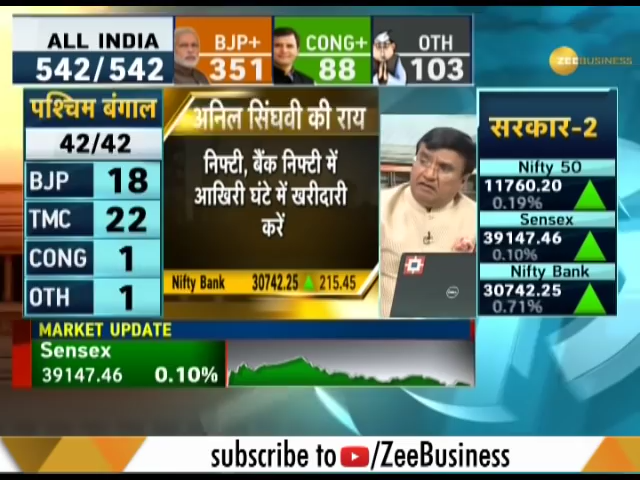 ALL INDIA
542/542
BJP+
351
CONG+
88
OTH
103
ZEEBUSINESS
पश्चिम बंगाल
42/42
BJP 18
TMC 22
CONG 1
OTH 1
अनिल सिंघवी की राय
निफ्टी, बैंक निफ्टी में
आखिरी घंटे में खरीदारी
करें
Nifty Bank 30742.25 215.45
DELL
सरकार-2
Nifty 50
11760.20
0.19%
Sensex
39147.46
0.10%
Nifty Bank
30742.25
0.71%
MARKET UPDATE
Sensex
39147.46 0.10%
subscribe to /ZeeBusiness